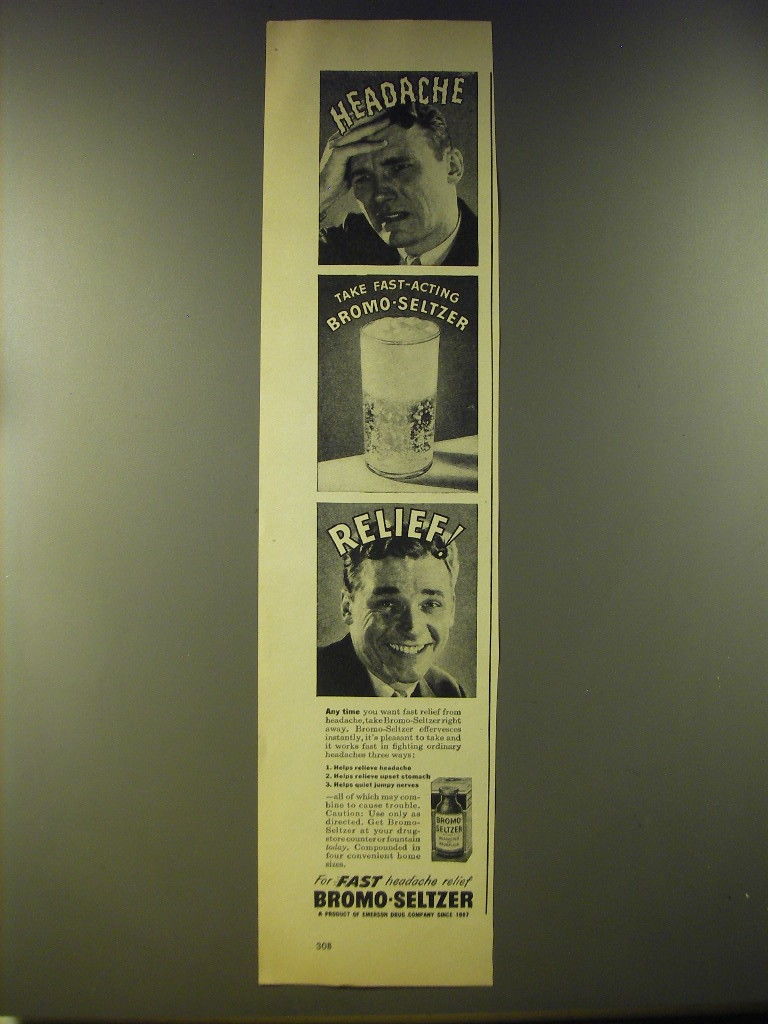 HEADACHE
TAKE FAST-ACTING
BROMO-SELTZER
RELIEF!
Any time you want fast relief from
headache, take Bromo-Seltzer right
away. Bromo-Seltzer effervesces
instantly, it's pleasant to take and
it works fast in fighting ordinary
headaches three ways:
1. Helps relieve headache
2. Helps relieve upset stomach
3. Helps quiet jumpy nerves
—all of which may com-
bine to cause trouble.
Caution: Use only as
directed. Get Bromo-
Seltzer at your drug-
store counter or fountain
today. Compounded in
four convenient home
sizes.
BROMO-
SELTZER
For FAST headache relief
BROMO-SELTZER
A PRODUCT OF EMERSON DRUG COMPANY SINCE 1887
308